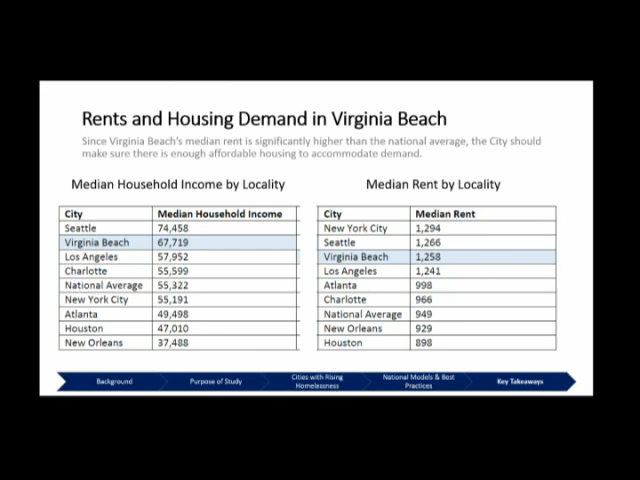 Rents and Housing Demand in Virginia Beach
Since Virginia Beach's median rent is significantly higher than the national average, the City should
make sure there is enough affordable housing to accommodate demand.
Median Household Income by Locality
City Median Household Income
Seattle 74,458
Virginia Beach 67,719
Los Angeles 57,952
Charlotte 55,599
National Average 55,322
New York City 55,191
Atlanta 49,498
Houston 47,010
New Orleans 37,488
Median Rent by Locality
City Median Rent
New York City 1,294
Seattle 1,266
Virginia Beach 1,258
Los Angeles 1,241
Atlanta 998
Charlotte 966
National Average 949
New Orleans 929
Houston 898
Background
Purpose of Study
Cities with Rising
Homelessness
National Models & Best
Practices
Key Takeaways